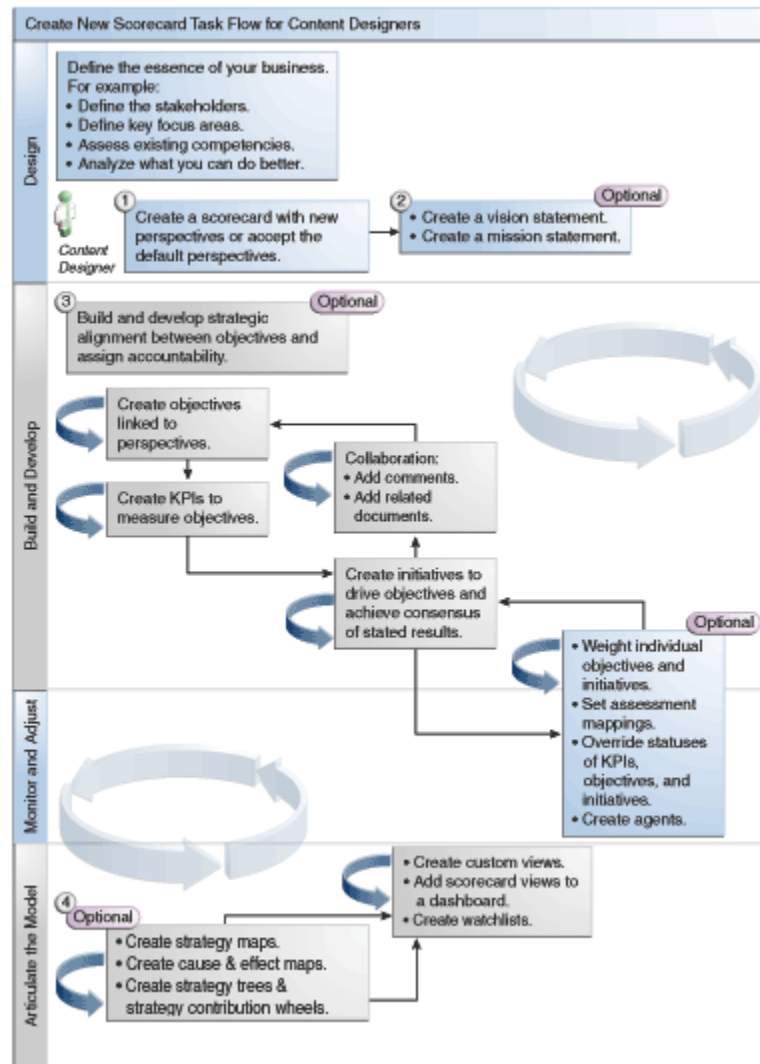 Create New Scorecard Task Flow for Content Designers
Design
Define the essence of your business.
For example:
• Define the stakeholders.
• Define key focus areas.
• Assess existing competencies.
• Analyze what you can do better.
Content
Designer
1
Create a scorecard with new
perspectives or accept the
default perspectives.
2
Optional
• Create a vision statement.
• Create a mission statement.
Build and Develop
3
Optional
Build and develop strategic
alignment between objectives and
assign accountability.
Create objectives
linked to
perspectives.
Create KPIs to
measure objectives.
Collaboration:
• Add comments.
• Add related
documents.
Create initiatives to
drive objectives and
achieve consensus
of stated results.
Optional
• Weight individual
objectives and
initiatives.
• Set assessment
mappings.
• Override statuses
of KPIs,
objectives, and
initiatives.
• Create agents.
Monitor and Adjust
Articulate the Model
• Create custom views.
• Add scorecard views to
a dashboard.
• Create watchlists.
4
Optional
• Create strategy maps.
• Create cause & effect maps.
• Create strategy trees &
strategy contribution wheels.